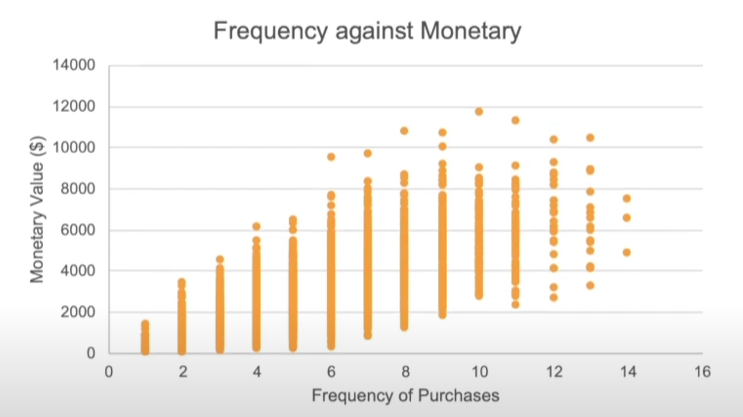 Frequency against Monetary
14000
12000
10000
8000
6000
4000
2000
0
Monetary Value ($)
0 2 4 6 8 10 12 14 16
Frequency of Purchases